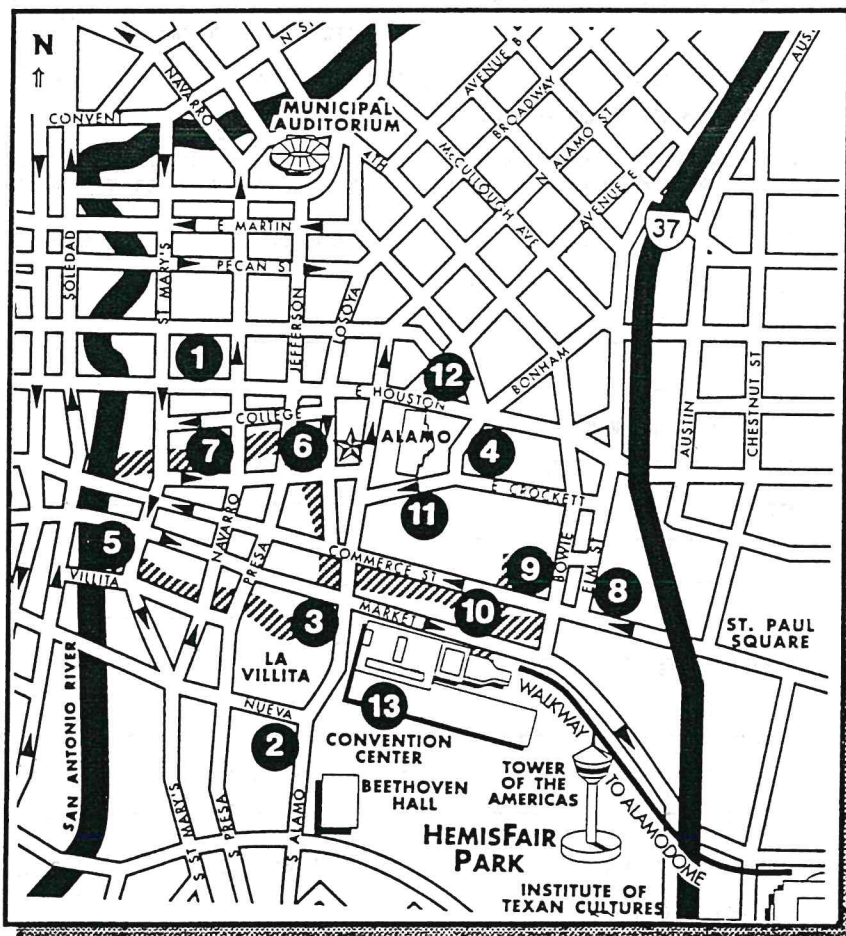 N
N ST
AVENUE B
AUS
CONVENT
NAVARRO
MUNICIPAL
AUDITORIUM
4TH
BROADWAY
McCULLOUGH AVE
N ALAMO ST
AVENUE E
37
E MARTIN
PECAN ST
SOLEDAD
ST MARY'S
JEFFERSON
LOSOYA
1
12
E HOUSTON
BONHAM
COLLEGE
7
6
ALAMO
4
AUSTIN
CHESTNUT ST
11
E CROCKETT
5
NAVARRO
PRESA
COMMERCE ST
9
BOWIE
ELM ST
8
VILLITA
3
MARKET
10
ST. PAUL
SQUARE
LA
VILLITA
NUEVA
2
13
CONVENTION
CENTER
WALKWAY
TO ALAMODOME
SAN ANTONIO RIVER
BEETHOVEN
HALL
TOWER
OF THE
AMERICAS
S ST MARY'S
S PRESA
S ALAMO
HEMISFAIR
PARK
INSTITUTE OF
TEXAN CULTURES